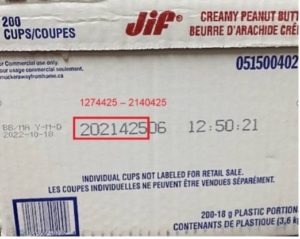 200
CUPS/COUPES
Jif
CREAMY PEANUT BUTT
BEURRE D'ARACHIDE CRÉ
For Commercial use only.
our usage commercial seulement.
smuckerawayfromhome.ca
051500402
1274425 – 2140425
BB/MA Y-M-D
2022-10-18
202142506 12:50:21
INDIVIDUAL CUPS NOT LABELED FOR RETAIL SALE.
LES COUPES INDIVIDUELLES NE PEUVENT ÊTRE VENDUES SÉPARÉMENT
200-18 g PLASTIC PORTION
CONTENANTS DE PLASTIQUE (3,6 k